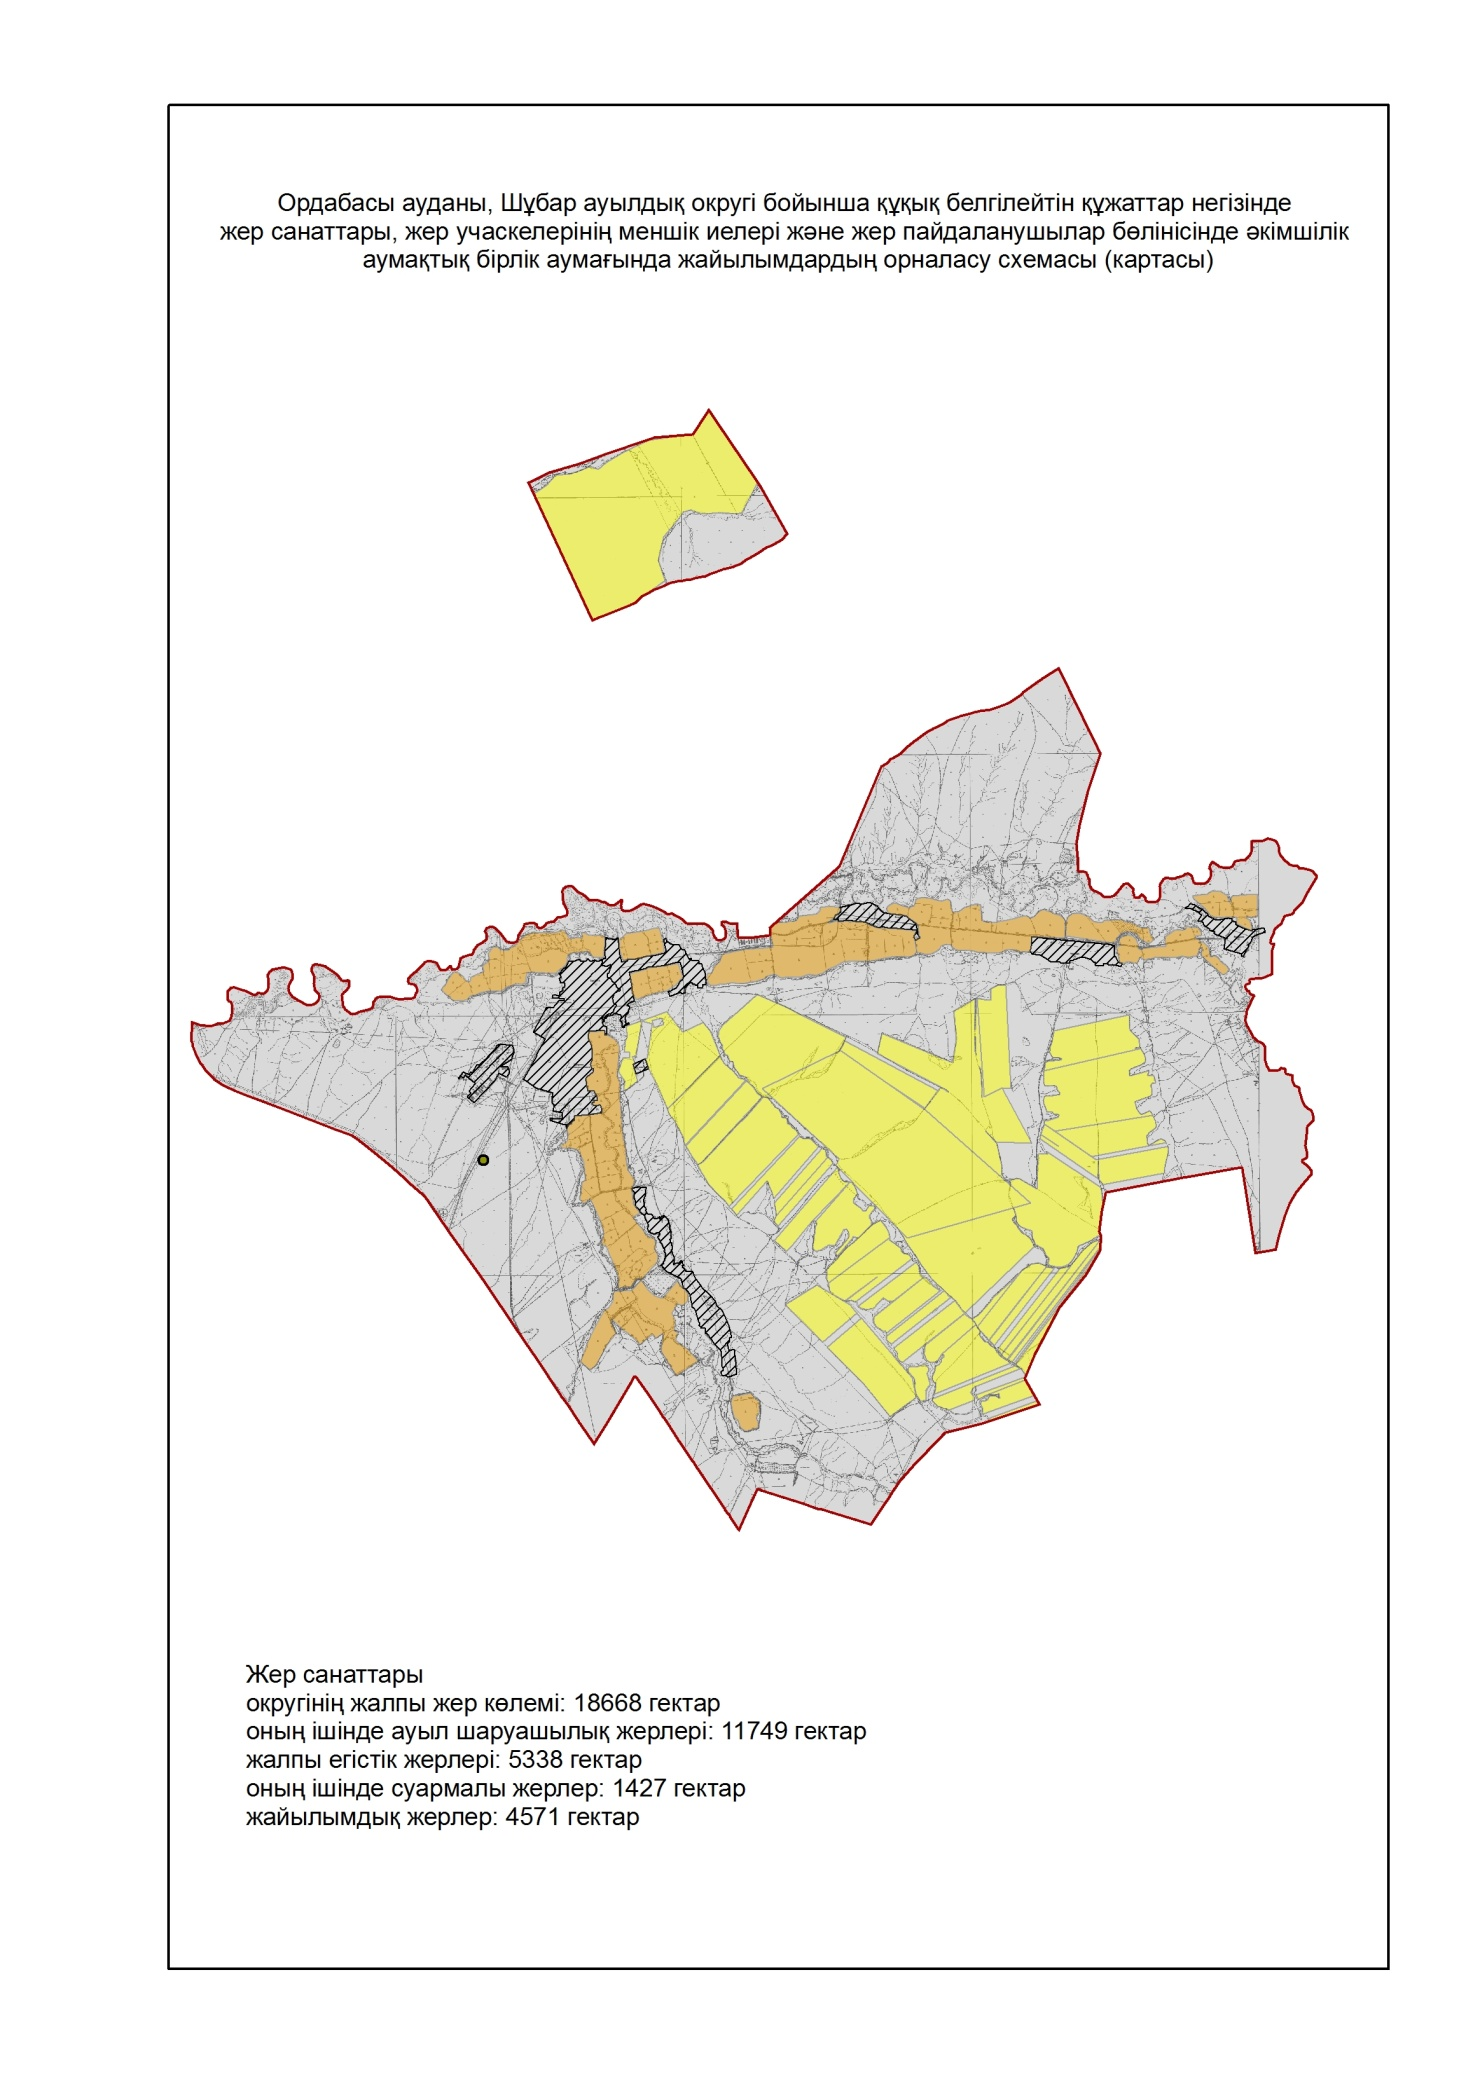 Ордабасы ауданы, Шұбар ауылдық округі бойынша құқық белгілейтін құжаттар негізінде
жер санаттары, жер учаскелерінің меншік иелері және жер пайдаланушылар бөлінісінде әкімшілік
аумақтық бірлік аумағында жайылымдардың орналасу схемасы (картасы)
Жер санаттары
округінің жалпы жер көлемі: 18668 гектар
оның ішінде ауыл шаруашылық жерлері: 11749 гектар
жалпы егістік жерлері: 5338 гектар
оның ішінде суармалы жерлер: 1427 гектар
жайылымдық жерлер: 4571 гектар